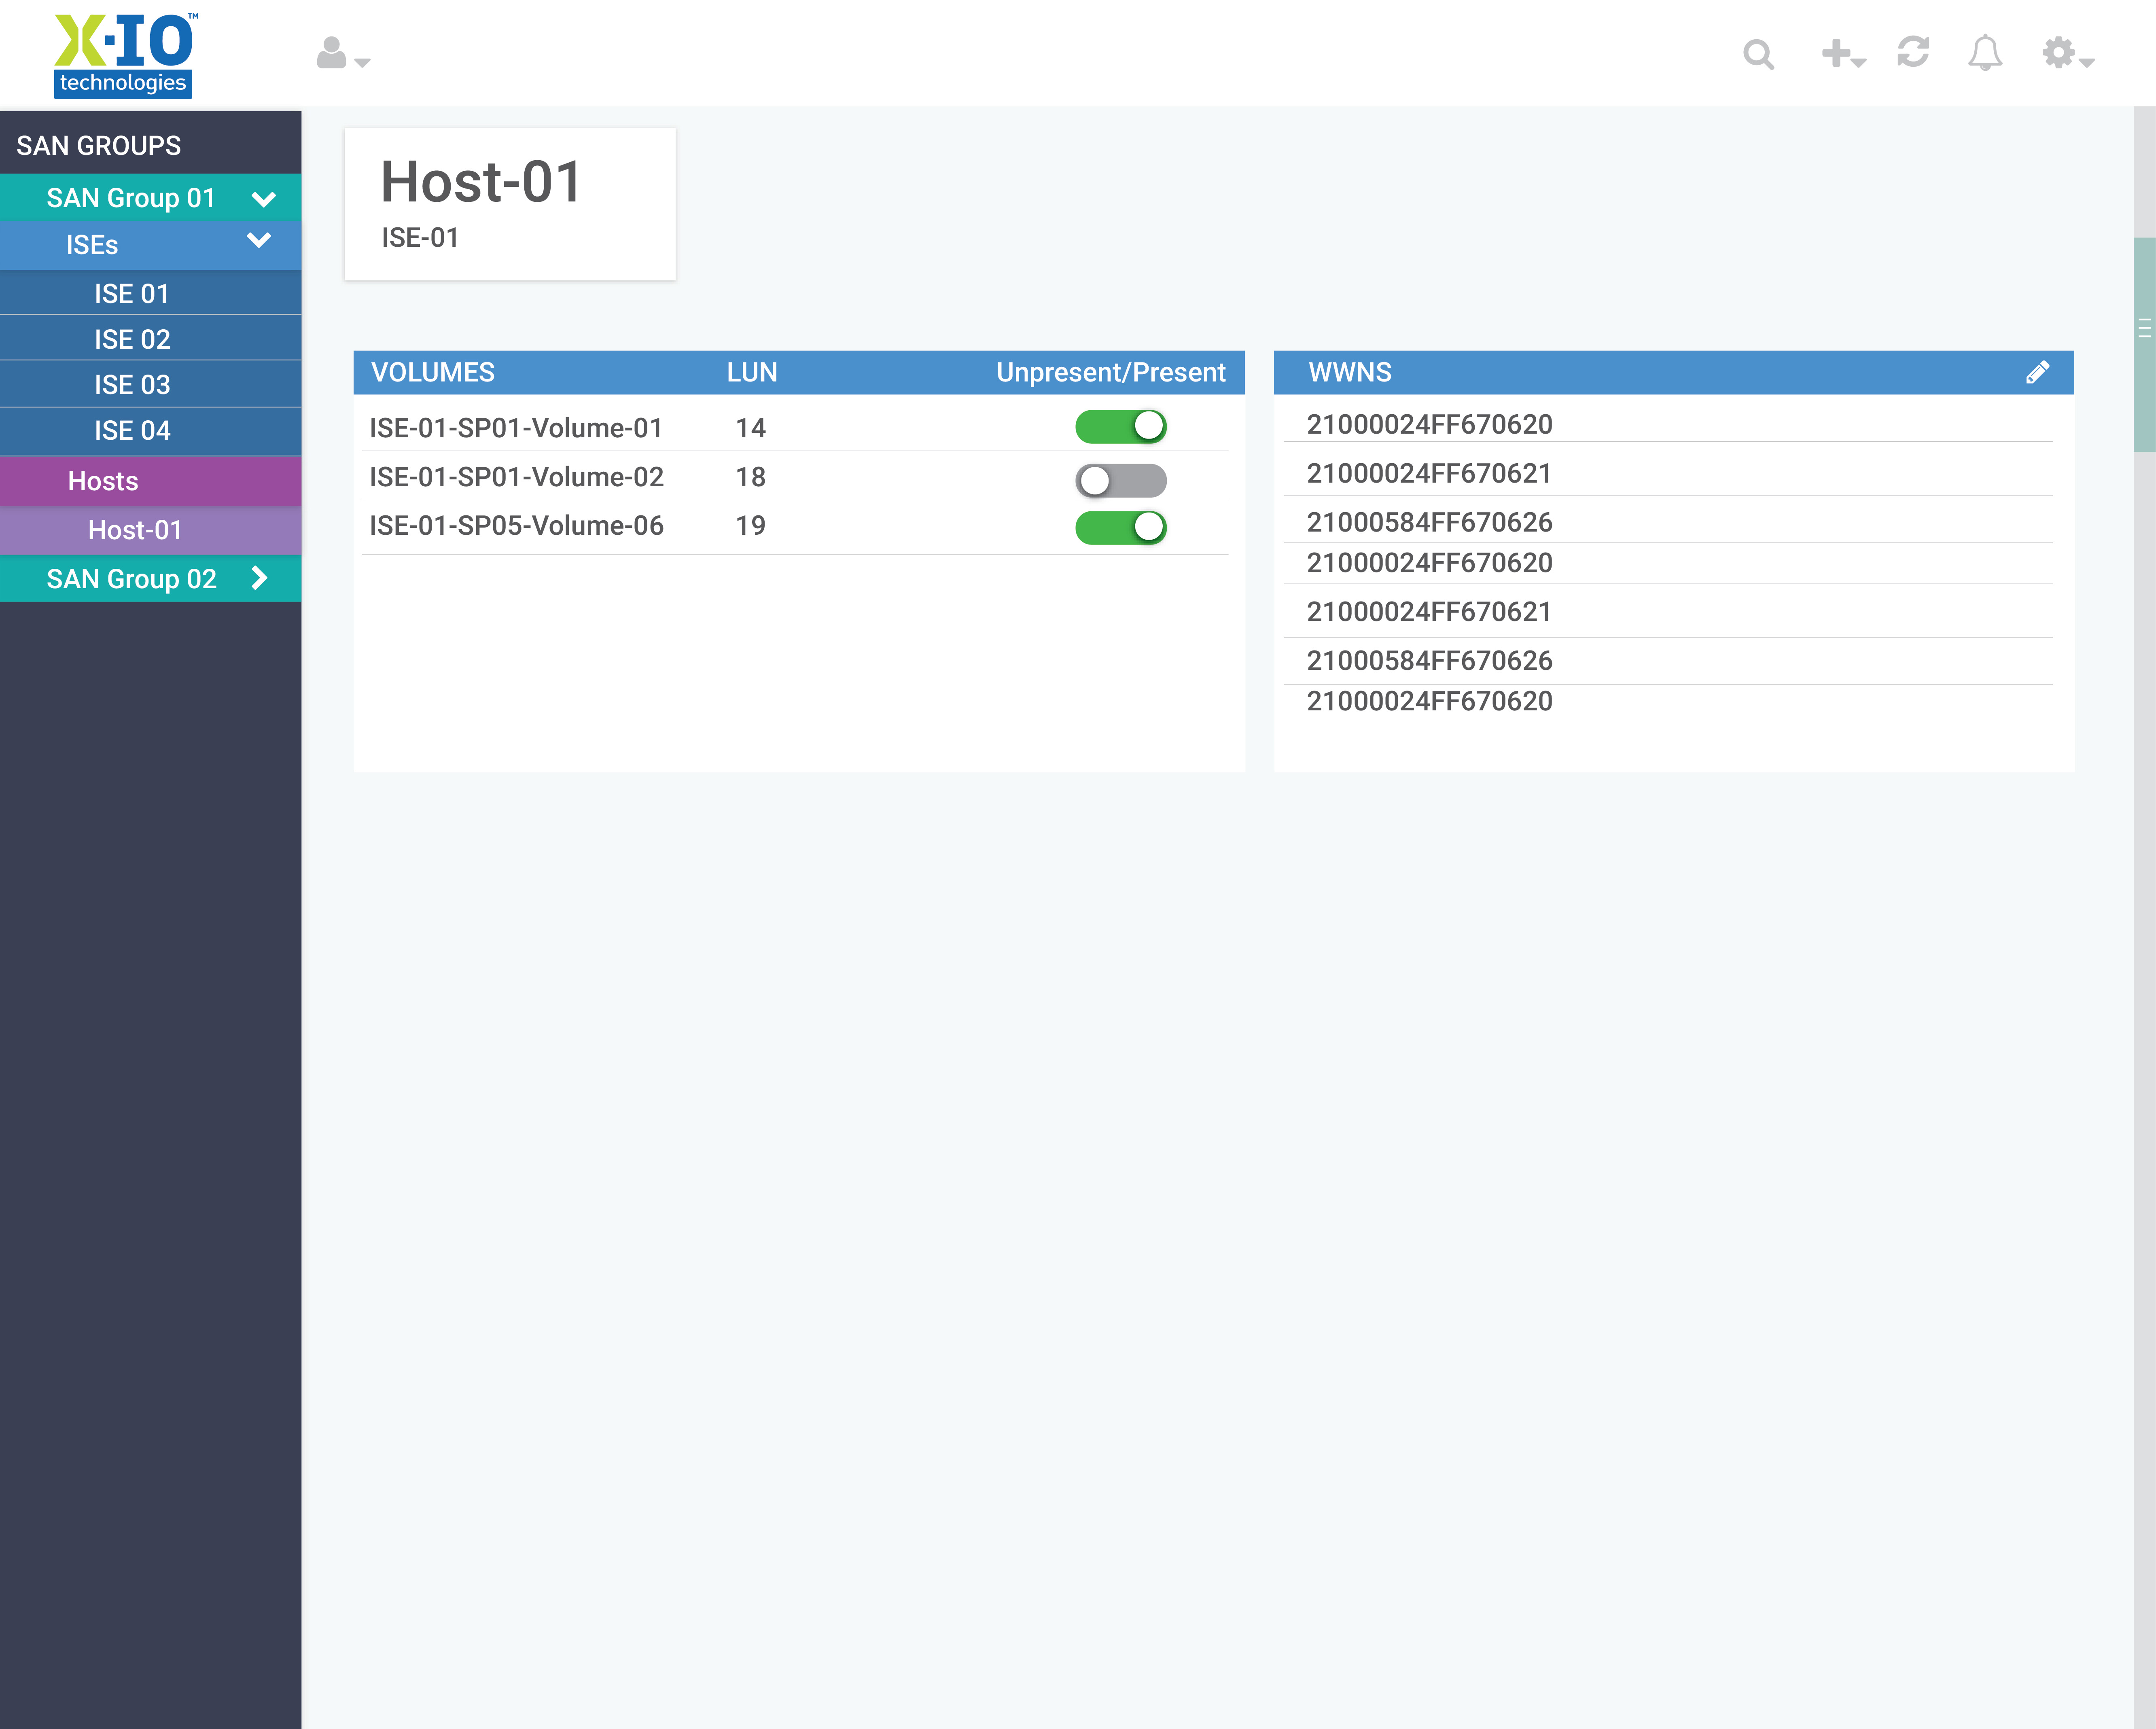 X·IO™
technologies
SAN GROUPS
SAN Group 01
ISEs
ISE 01
ISE 02
ISE 03
ISE 04
Hosts
Host-01
SAN Group 02
Host-01
ISE-01
VOLUMES LUN Unpresent/Present
ISE-01-SP01-Volume-01 14
ISE-01-SP01-Volume-02 18
ISE-01-SP05-Volume-06 19
WWNS
21000024FF670620
21000024FF670621
21000584FF670626
21000024FF670620
21000024FF670621
21000584FF670626
21000024FF670620